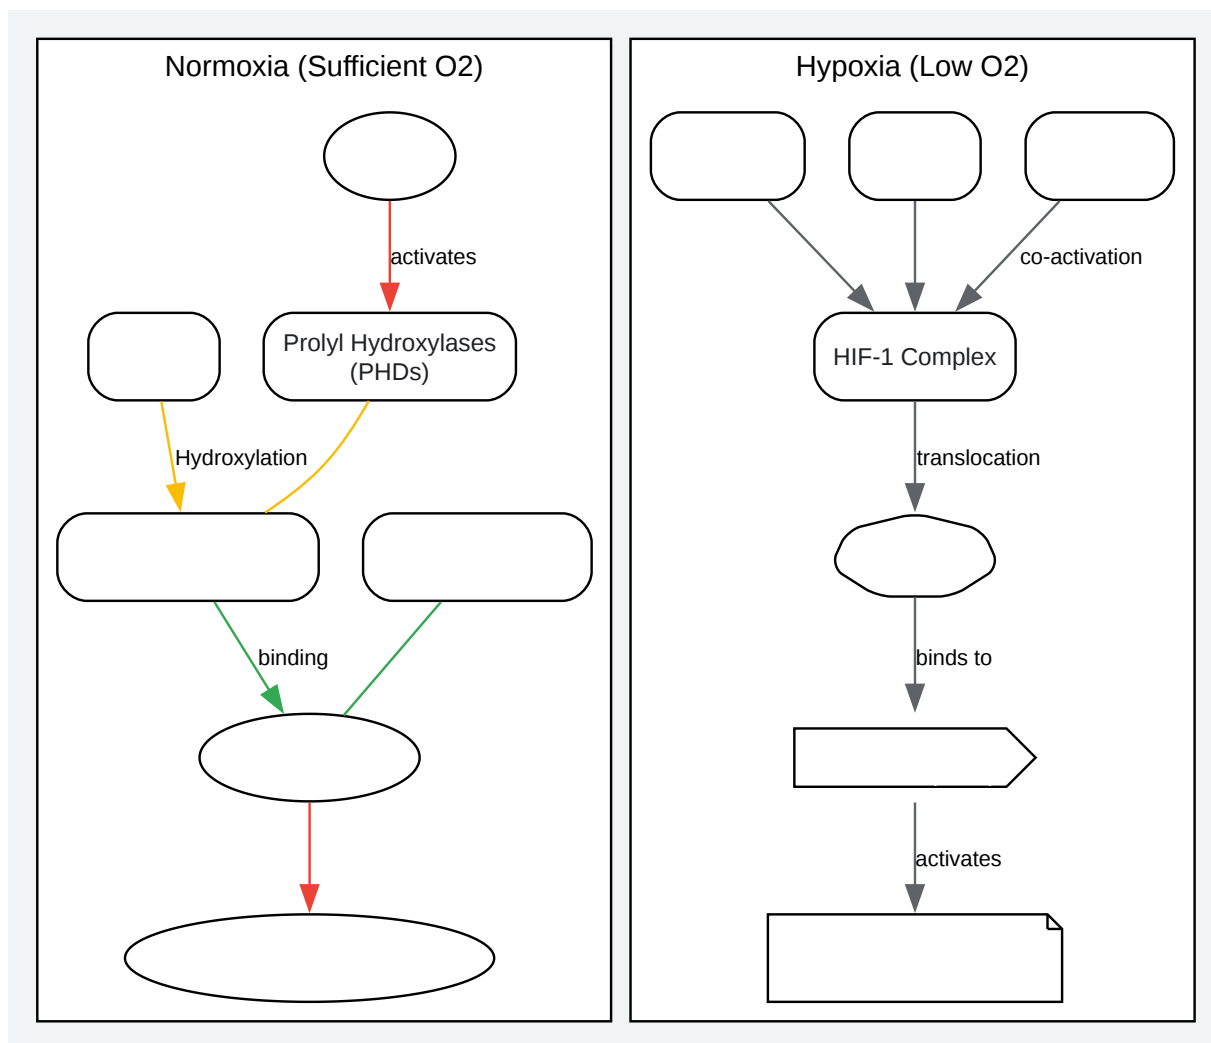 Normoxia (Sufficient O2)
activates
Prolyl Hydroxylases
(PHDs)
Hydroxylation
binding
Hypoxia (Low O2)
co-activation
HIF-1 Complex
translocation
binds to
activates